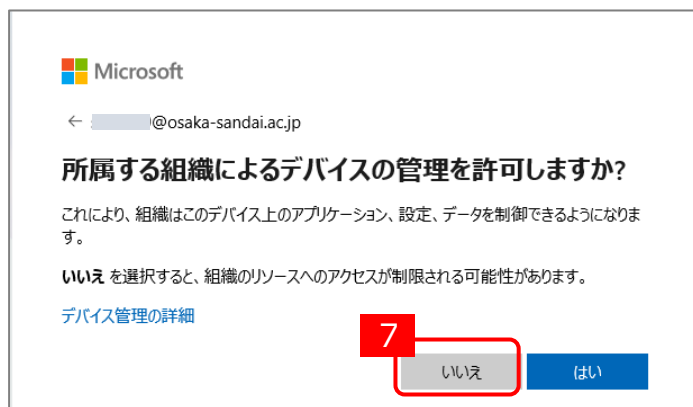 Microsoft
← @osaka-sandai.ac.jp
所属する組織によるデバイスの管理を許可しますか?
これにより、組織はこのデバイス上のアプリケーション、設定、データを制御できるようになりま
す。
いいえ を選択すると、組織のリソースへのアクセスが制限される可能性があります。
デバイス管理の詳細
7
いいえ はい